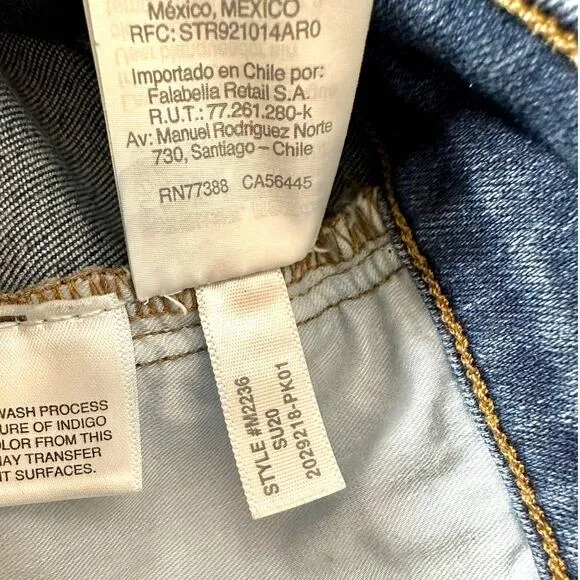 México, MEXICO
RFC: STR921014AR0
Importado en Chile por:
Falabella Retail S.A.
R.U.T.: 77.261.280-k
Av: Manuel Rodriguez Norte
730, Santiago – Chile
RN77388 CA56445
WASH PROCESS
URE OF INDIGO
OLOR FROM THIS
MAY TRANSFER
T SURFACES.
STYLE #M2236
SU20
2029218-PK01